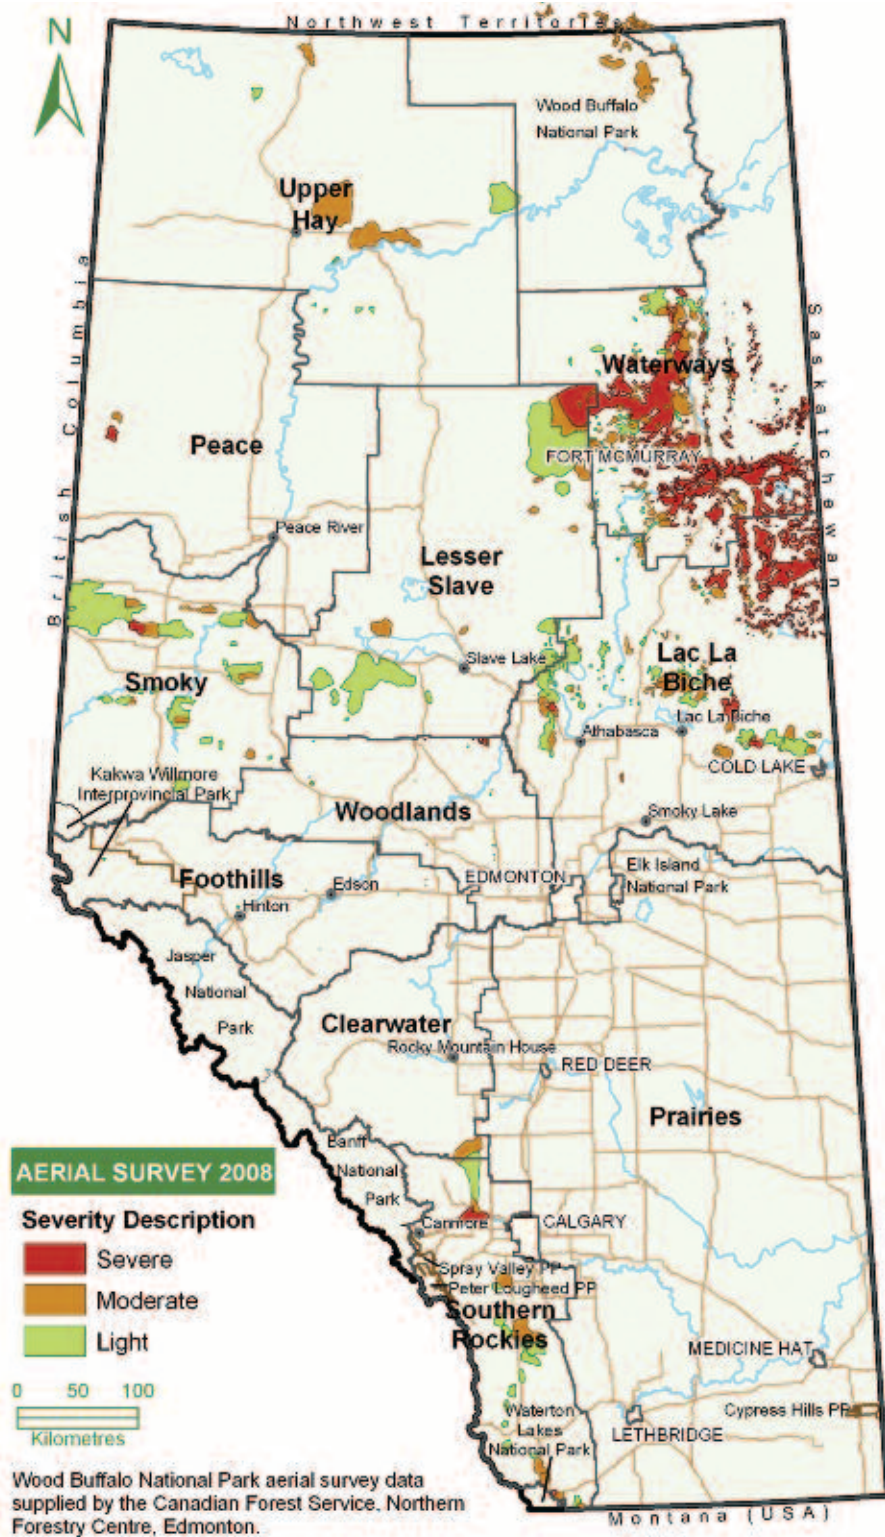 Northwest Territories
N
Wood Buffalo
National Park
Upper
Hay
British Columbia
Saskatchewan
Waterways
Peace
FORT MCMURRAY
Peace River
Lesser
Slave
Slave Lake
Lac La
Biche
Smoky
Lac La Biche
Athabasca
COLD LAKE
Kakwa Willmore
Interprovincial Park
Woodlands
Smoky Lake
Foothills
Edson
EDMONTON
Elk Island
National Park
Hinton
Jasper
National
Park
Clearwater
Rocky Mountain House
RED DEER
Prairies
Banff
National
Park
AERIAL SURVEY 2008
Severity Description
Severe
Moderate
Light
Canmore
CALGARY
Spray Valley PP
Peter Lougheed PP
Southern
Rockies
MEDICINE HAT
0 50 100
Kilometres
Waterton
Lakes
National Park
LETHBRIDGE
Cypress Hills PP
Wood Buffalo National Park aerial survey data
supplied by the Canadian Forest Service, Northern
Forestry Centre, Edmonton.
Montana (USA)